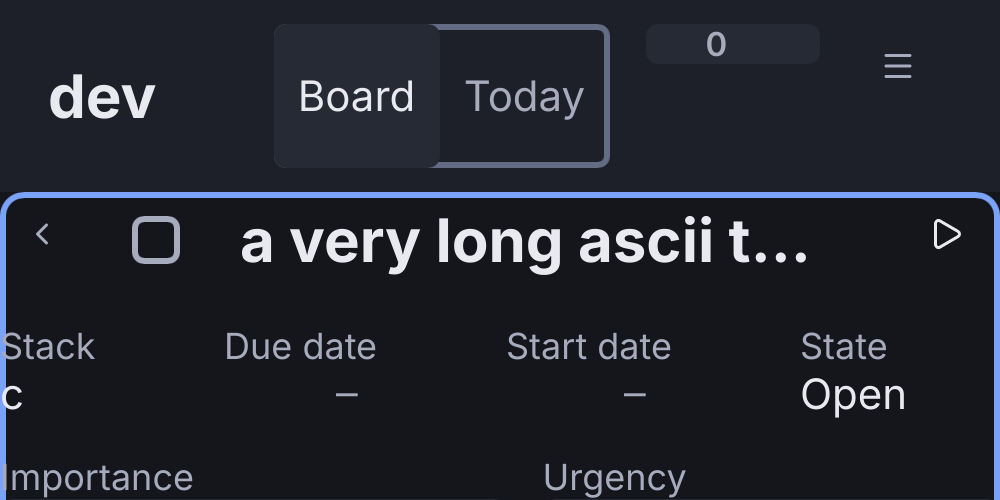 dev
Board
Today
0
a very long ascii t...
Stack
Due date
Start date
State
c
–
–
Open
Importance
Urgency